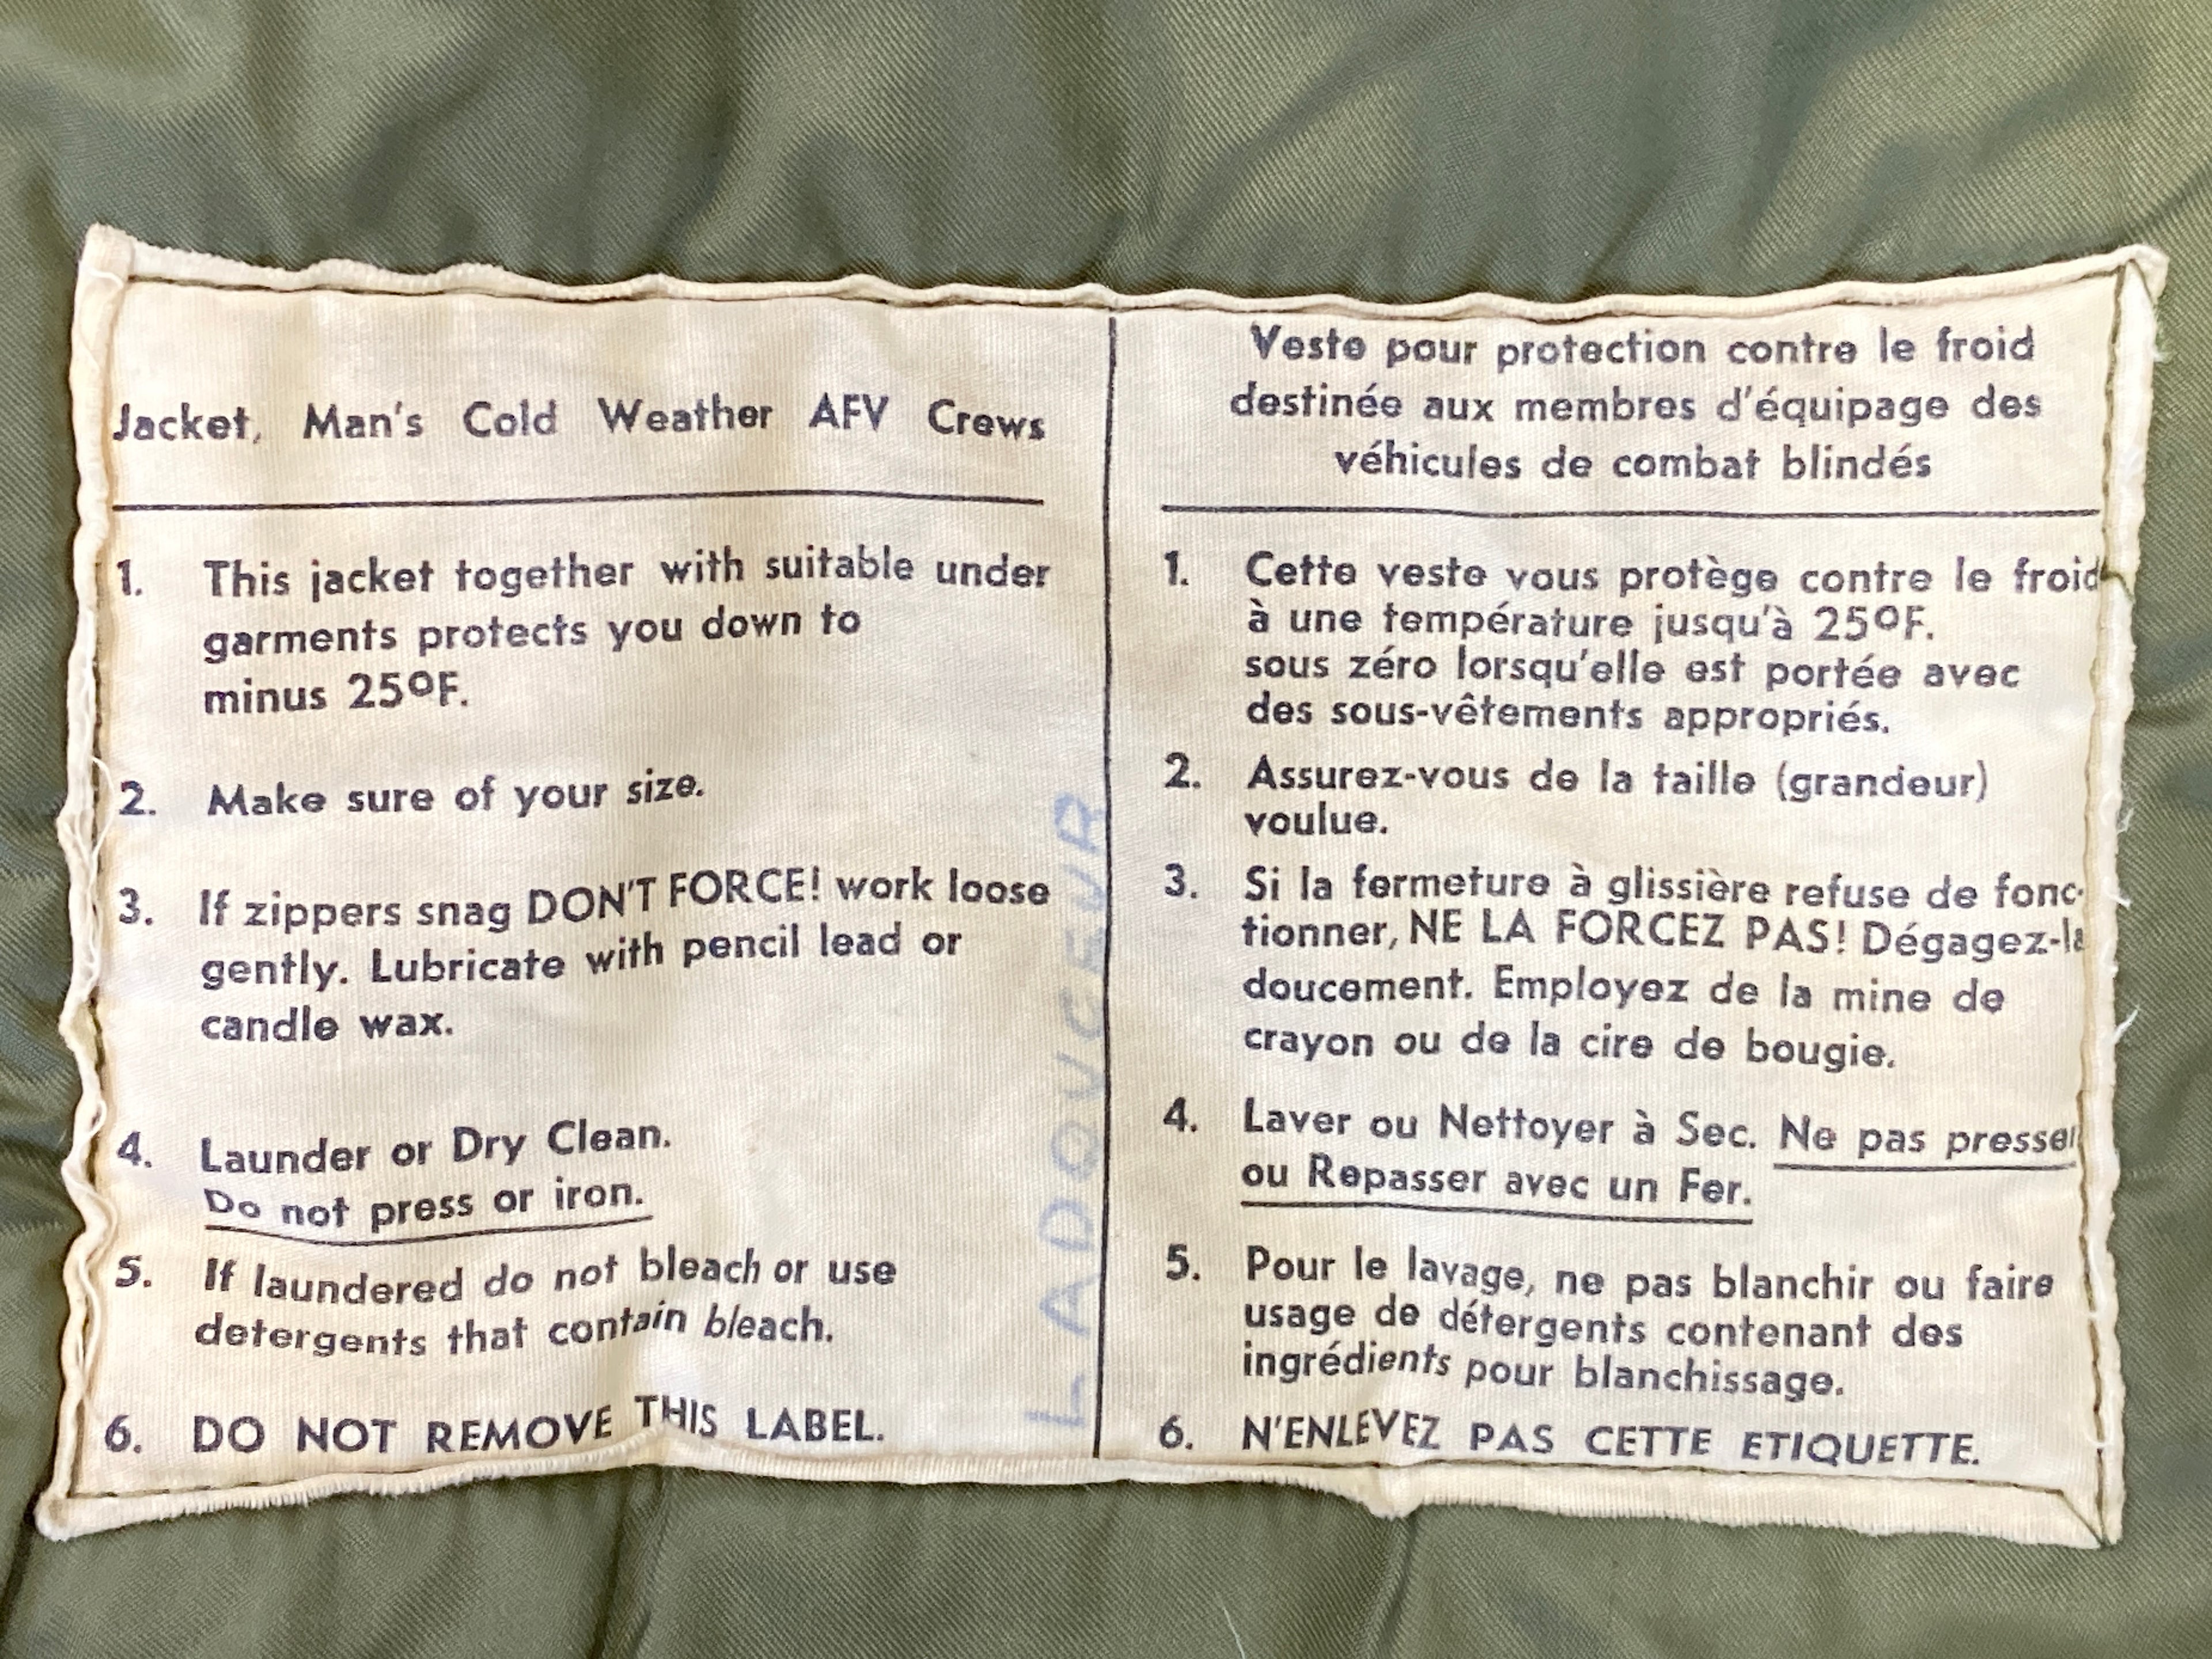 Jacket, Man's Cold Weather AFV Crews
1. This jacket together with suitable under
garments protects you down to
minus 25ºF.
2. Make sure of your size.
3. If zippers snag DON'T FORCE! work loose
gently. Lubricate with pencil lead or
candle wax.
4. Launder or Dry Clean.
Do not press or iron.
5. If laundered do not bleach or use
detergents that contain bleach.
6. DO NOT REMOVE THIS LABEL.
LADOUCEUR
Veste pour protection contre le froid
destinée aux membres d'équipage des
véhicules de combat blindés
1. Cette veste vous protège contre le froid
à une température jusqu'à 25ºF.
sous zéro lorsqu'elle est portée avec
des sous-vêtements appropriés.
2. Assurez-vous de la taille (grandeur)
voulue.
3. Si la fermeture à glissière refuse de fonc-
tionner, NE LA FORCEZ PAS! Dégagez-la
doucement. Employez de la mine de
crayon ou de la cire de bougie.
4. Laver ou Nettoyer à Sec. Ne pas presser
ou Repasser avec un Fer.
5. Pour le lavage, ne pas blanchir ou faire
usage de détergents contenant des
ingrédients pour blanchissage.
6. N'ENLEVEZ PAS CETTE ETIQUETTE.